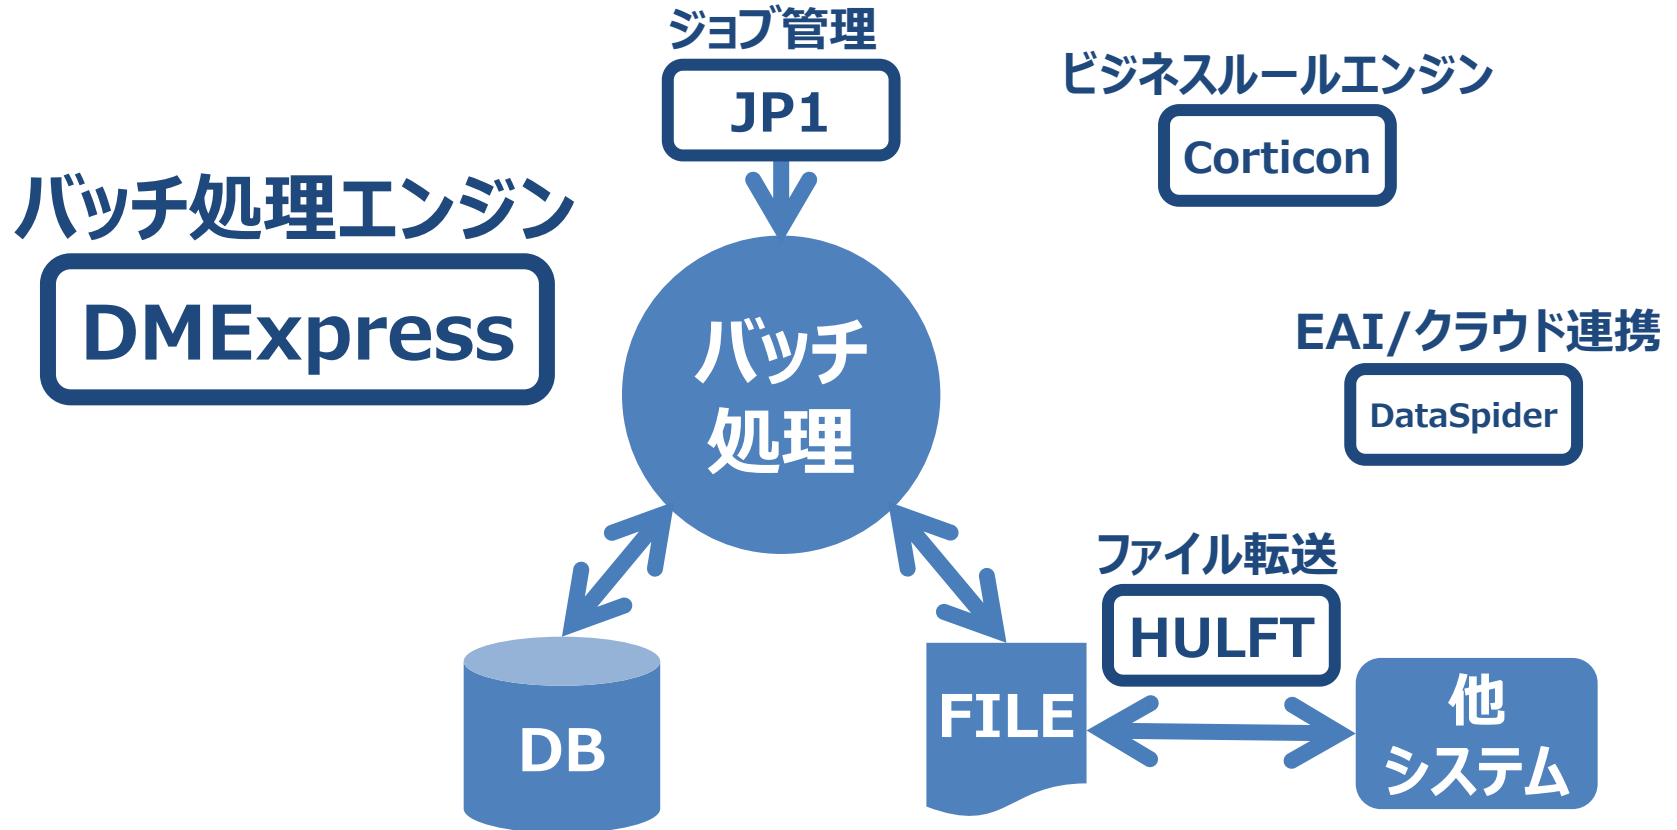 ジョブ管理
JP1
ビジネスルールエンジン
Corticon
バッチ処理エンジン
DMExpress
バッチ
処理
EAI/クラウド連携
DataSpider
ファイル転送
HULFT
DB
FILE
他
システム